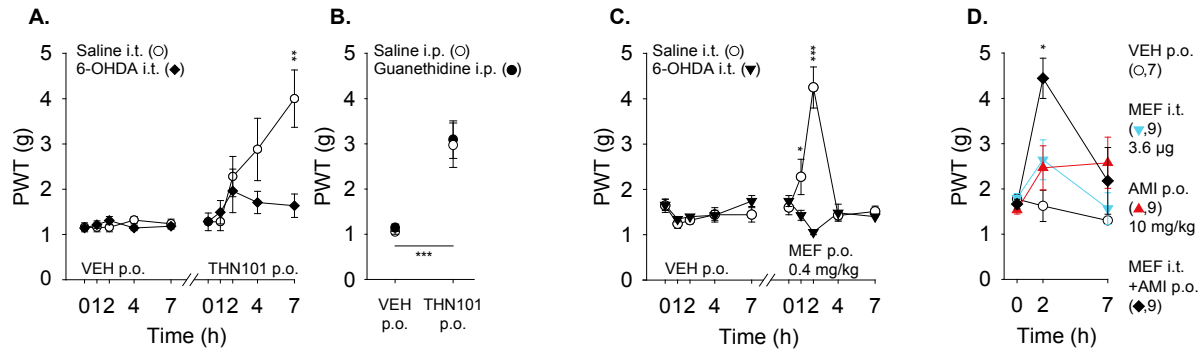 A.
Saline i.t. (○)
6-OHDA i.t. (◆)
**
PWT (g)
5
4
3
2
1
0
VEH p.o.
THN101 p.o.
0 1 2 4 7
0 1 2 4 7
Time (h)
B.
Saline i.p. (○)
Guanethidine i.p. (●)
PWT (g)
5
4
3
2
1
0
***
VEH
p.o.
THN101
p.o.
C.
Saline i.t. (○)
6-OHDA i.t. (▼)
*
***
PWT (g)
5
4
3
2
1
0
VEH p.o.
MEF p.o.
0.4 mg/kg
0 1 2 4 7
0 1 2 4 7
Time (h)
D.
*
PWT (g)
5
4
3
2
1
0
0 2 7
Time (h)
VEH p.o.
(○,7)
MEF i.t.
(▼,9)
3.6 µg
AMI p.o.
(▲,9)
10 mg/kg
MEF i.t.
+AMI p.o.
(◆,9)